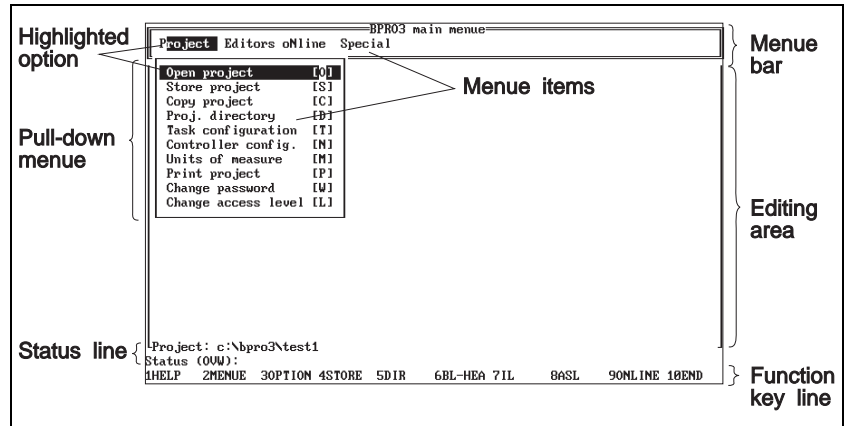 BPRO3 main menue
Highlighted option
Project Editors oNline Special
Menue bar
Open project [O]
Store project [S]
Copy project [C]
Proj. directory [D]
Task configuration [T]
Controller config. [N]
Units of measure [M]
Print project [P]
Change password [W]
Change access level [L]
Menue items
Pull-down menue
Editing area
Status line
Project: c:\bpro3\test1
Status (OVW):
1HELP 2MENUE 3OPTION 4STORE 5DIR 6BL-HEA 7IL 8ASL 9ONLINE 10END
Function key line